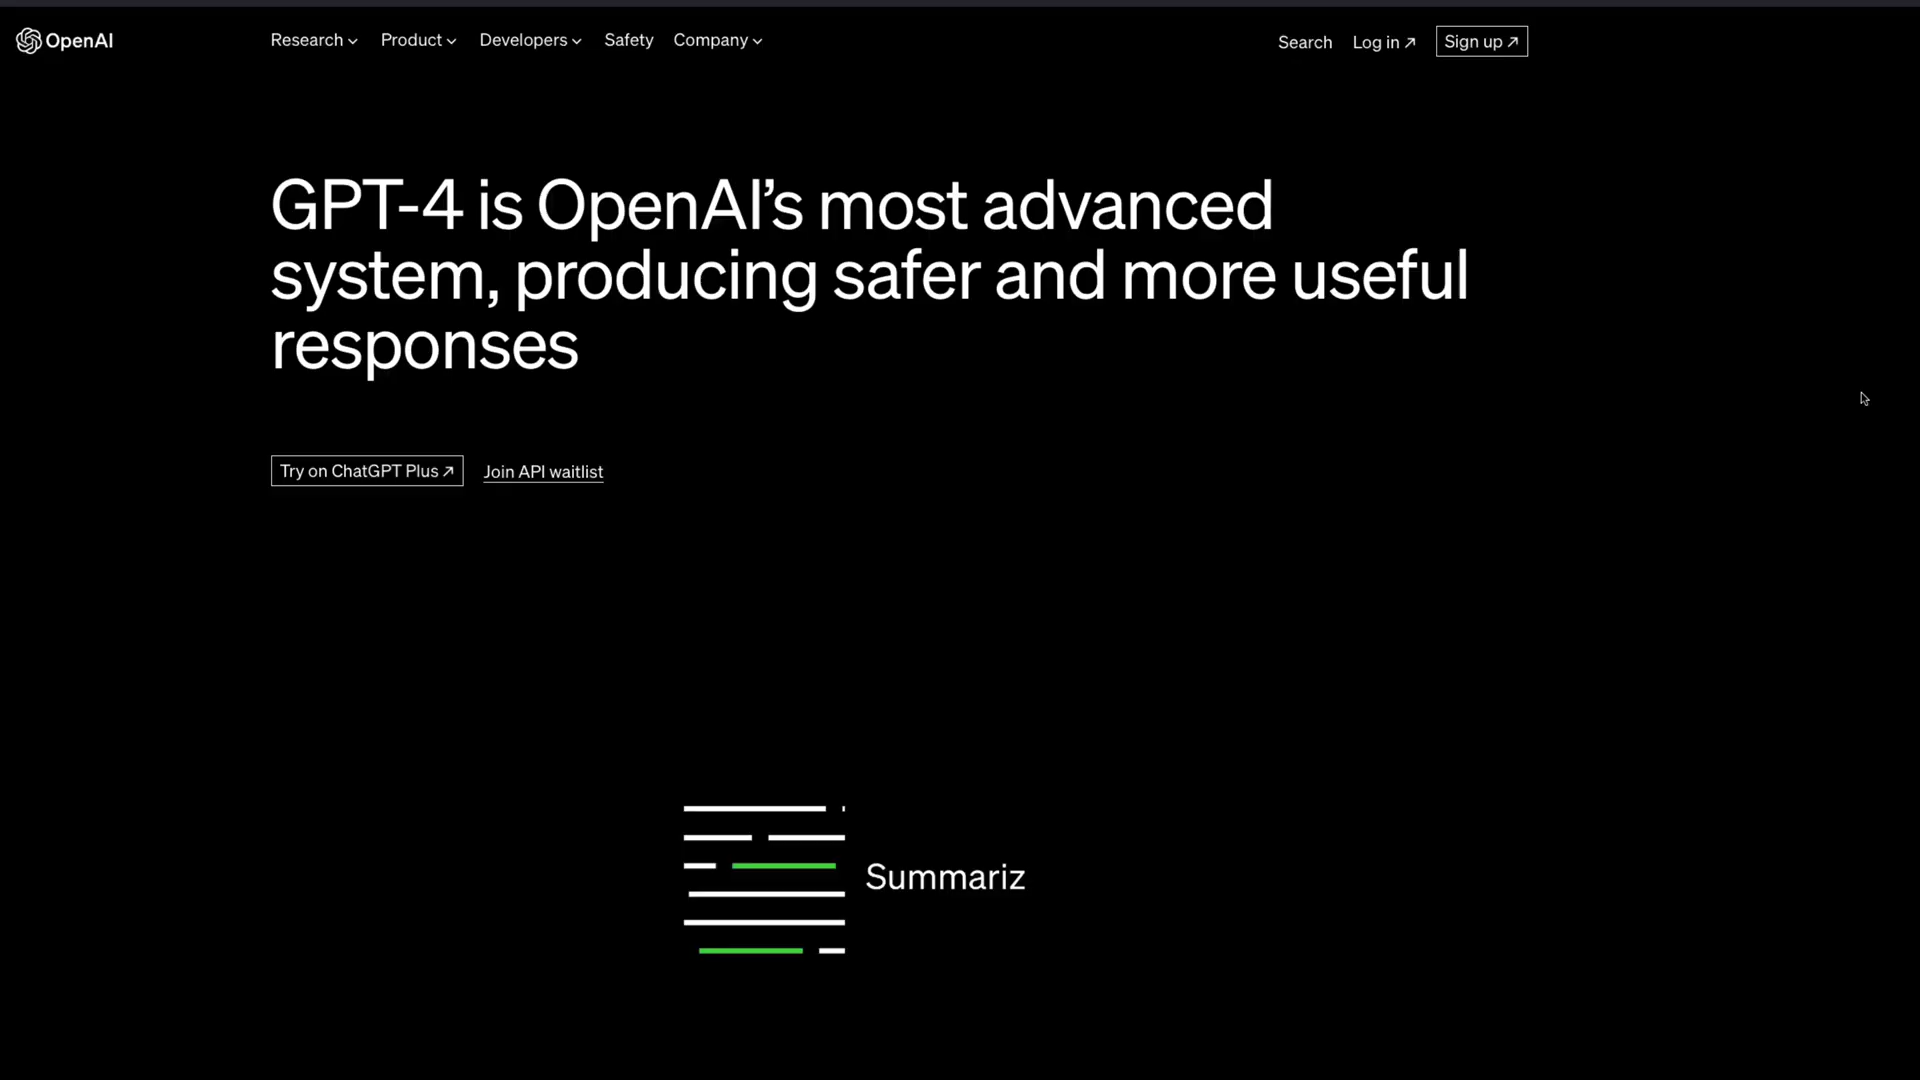 OpenAI
Research Product Developers Safety Company
Search Log in ↗ Sign up ↗
GPT-4 is OpenAI’s most advanced
system, producing safer and more useful
responses
Try on ChatGPT Plus ↗ Join API waitlist
Summariz